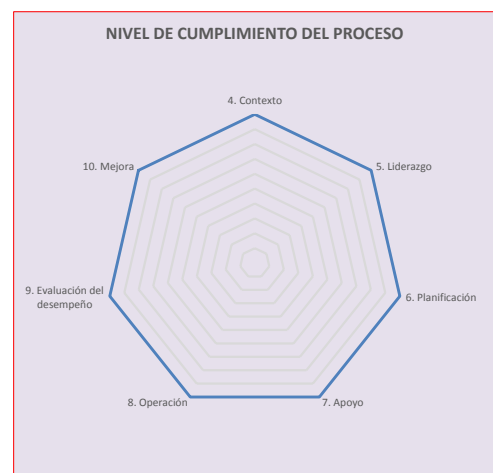 NIVEL DE CUMPLIMIENTO DEL PROCESO
4. Contexto
5. Liderazgo
6. Planificación
7. Apoyo
8. Operación
9. Evaluación del
desempeño
10. Mejora